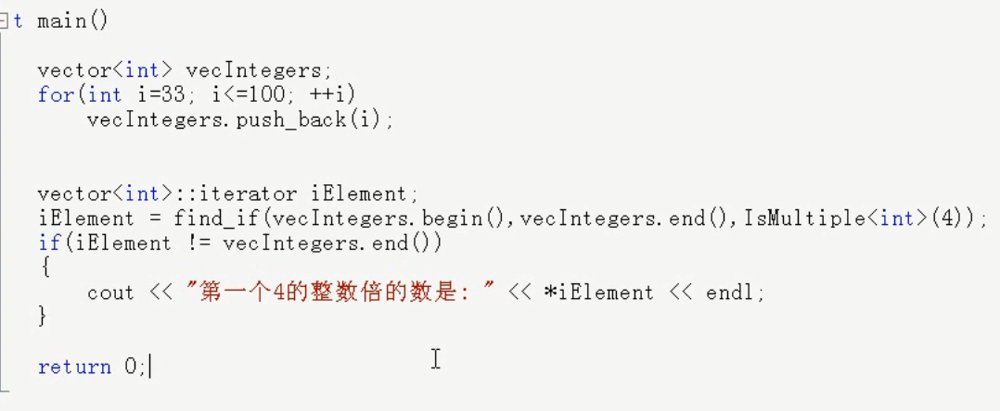 t main()
vector<int> vecIntegers;
for(int i=33; i<=100; ++i)
vecIntegers.push_back(i);
vector<int>::iterator iElement;
iElement = find_if(vecIntegers.begin(),vecIntegers.end(),IsMultiple<int>(4));
if(iElement != vecIntegers.end())
{
cout << "第一个4的整数倍的数是: " << *iElement << endl;
}
return 0;